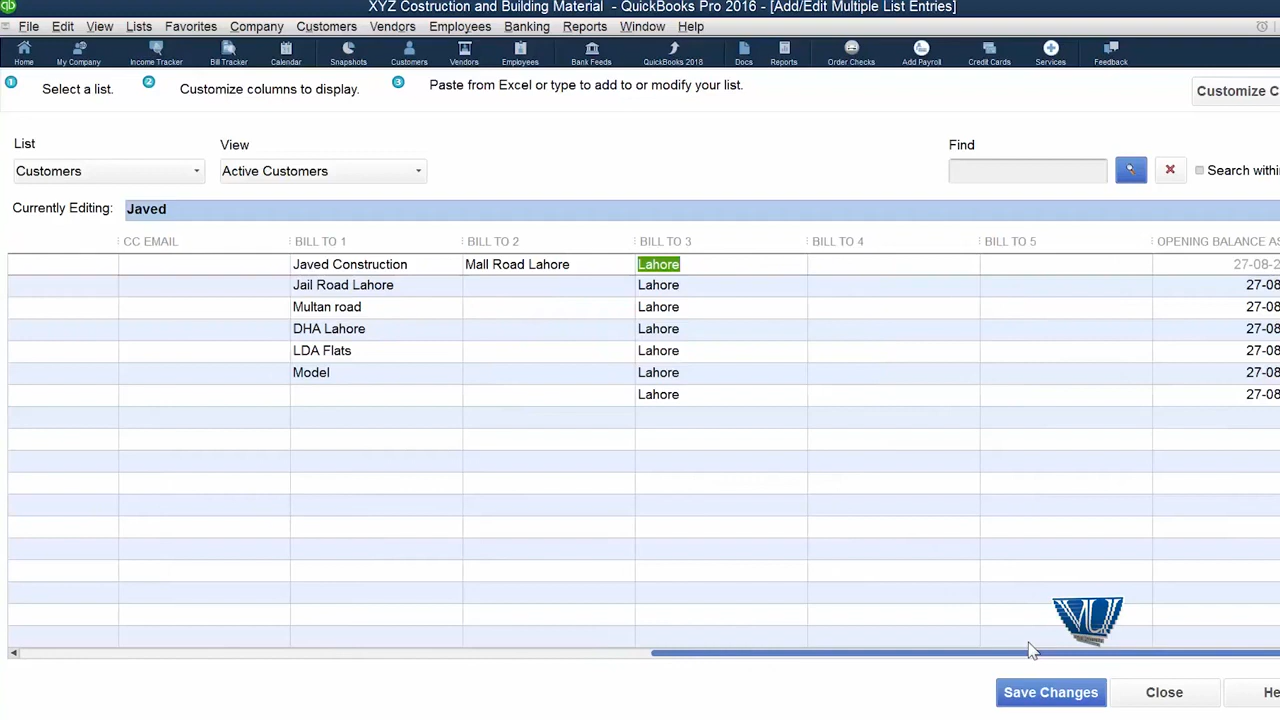 XYZ Costruction and Building Material - QuickBooks Pro 2016 - [Add/Edit Multiple List Entries]
File Edit View Lists Favorites Company Customers Vendors Employees Banking Reports Window Help
Home My Company Income Tracker Bill Tracker Calendar Snapshots Customers Vendors Employees Bank Feeds QuickBooks 2018 Docs Reports Order Checks Add Payroll Credit Cards Services Feedback
1 Select a list. 2 Customize columns to display. 3 Paste from Excel or type to add to or modify your list.
Customize C
List View Find
Customers Active Customers Search withi
Currently Editing: Javed
CC EMAIL BILL TO 1 BILL TO 2 BILL TO 3 BILL TO 4 BILL TO 5 OPENING BALANCE AS
Javed Construction Mall Road Lahore Lahore 27-08-2
Jail Road Lahore Lahore 27-08
Multan road Lahore 27-08
DHA Lahore Lahore 27-08
LDA Flats Lahore 27-08
Model Lahore 27-08
Lahore 27-08
VU
Save Changes Close He